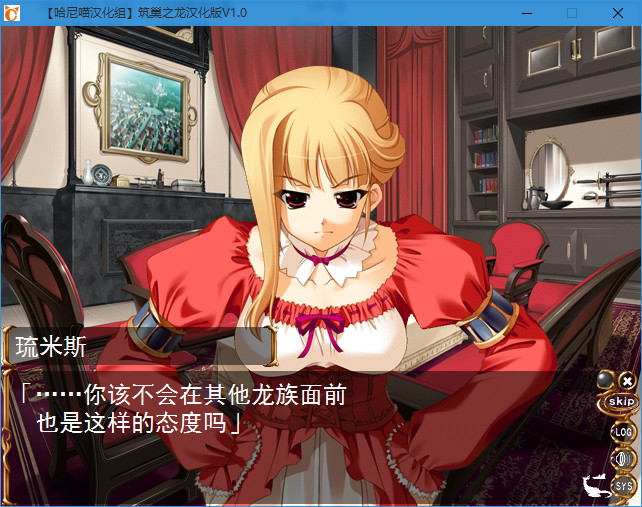 【哈尼喵汉化组】筑巢之龙汉化版V1.0
琉米斯
「……你该不会在其他龙族面前
也是这样的态度吗」
skip
LOG
SYS